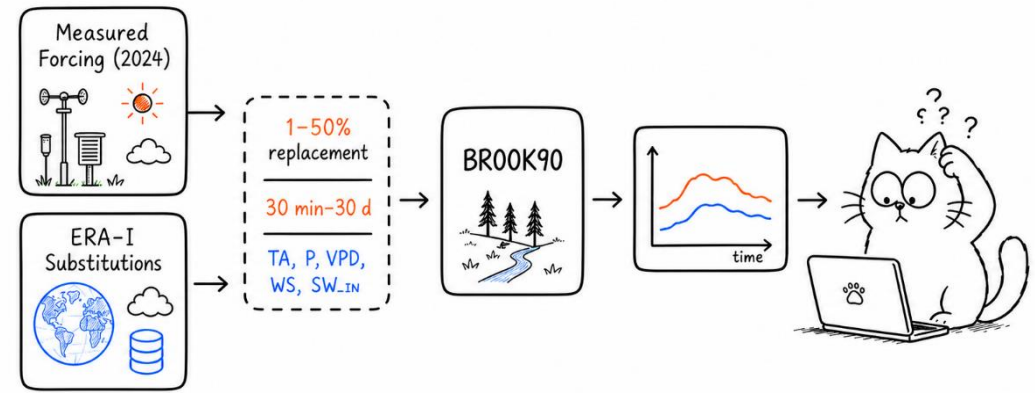 Measured
Forcing (2024)
ERA-I
Substitutions
1–50%
replacement
30 min–30 d
TA, P, VPD,
WS, SW_IN
BROOK90
time
? ? ? ?